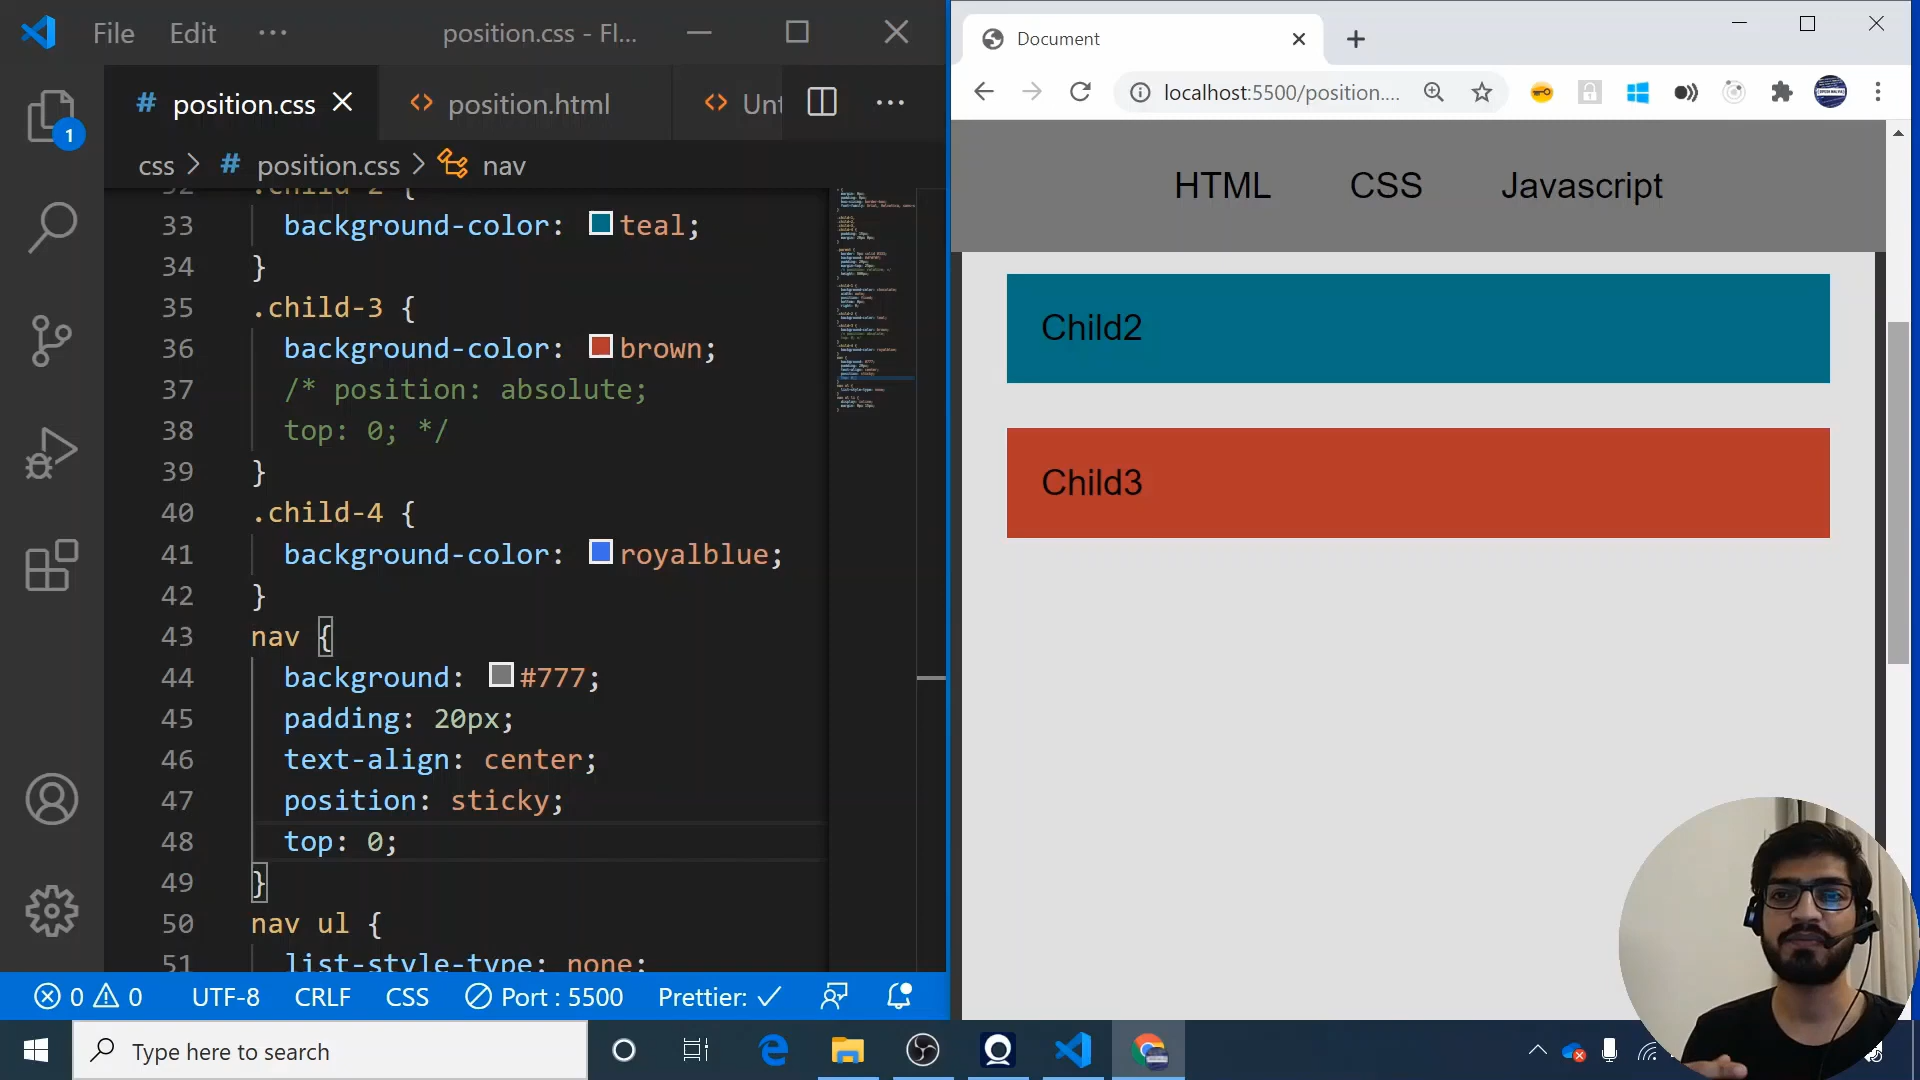 File Edit ··· position.css - Fl...
position.css position.html Unt ···
css > # position.css > nav
32 .child-2 {
33 background-color: teal;
34 }
35 .child-3 {
36 background-color: brown;
37 /* position: absolute;
38 top: 0; */
39 }
40 .child-4 {
41 background-color: royalblue;
42 }
43 nav {
44 background: #777;
45 padding: 20px;
46 text-align: center;
47 position: sticky;
48 top: 0;
49 }
50 nav ul {
51 list-style-type: none;
1
0 0 UTF-8 CRLF CSS Port : 5500 Prettier: ✓
Document
localhost:5500/position....
HTML CSS Javascript
Child2
Child3
Type here to search